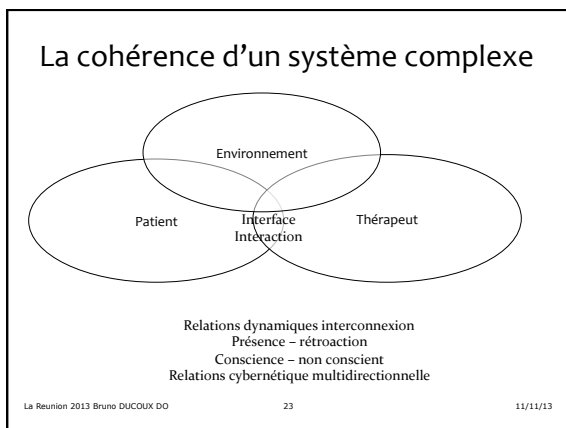 La cohérence d’un système complexe
Environnement
Patient
Interface
Interaction
Thérapeut
Relations dynamiques interconnexion
Présence – rétroaction
Conscience – non conscient
Relations cybernétique multidirectionnelle
La Reunion 2013 Bruno DUCOUX DO
23
11/11/13